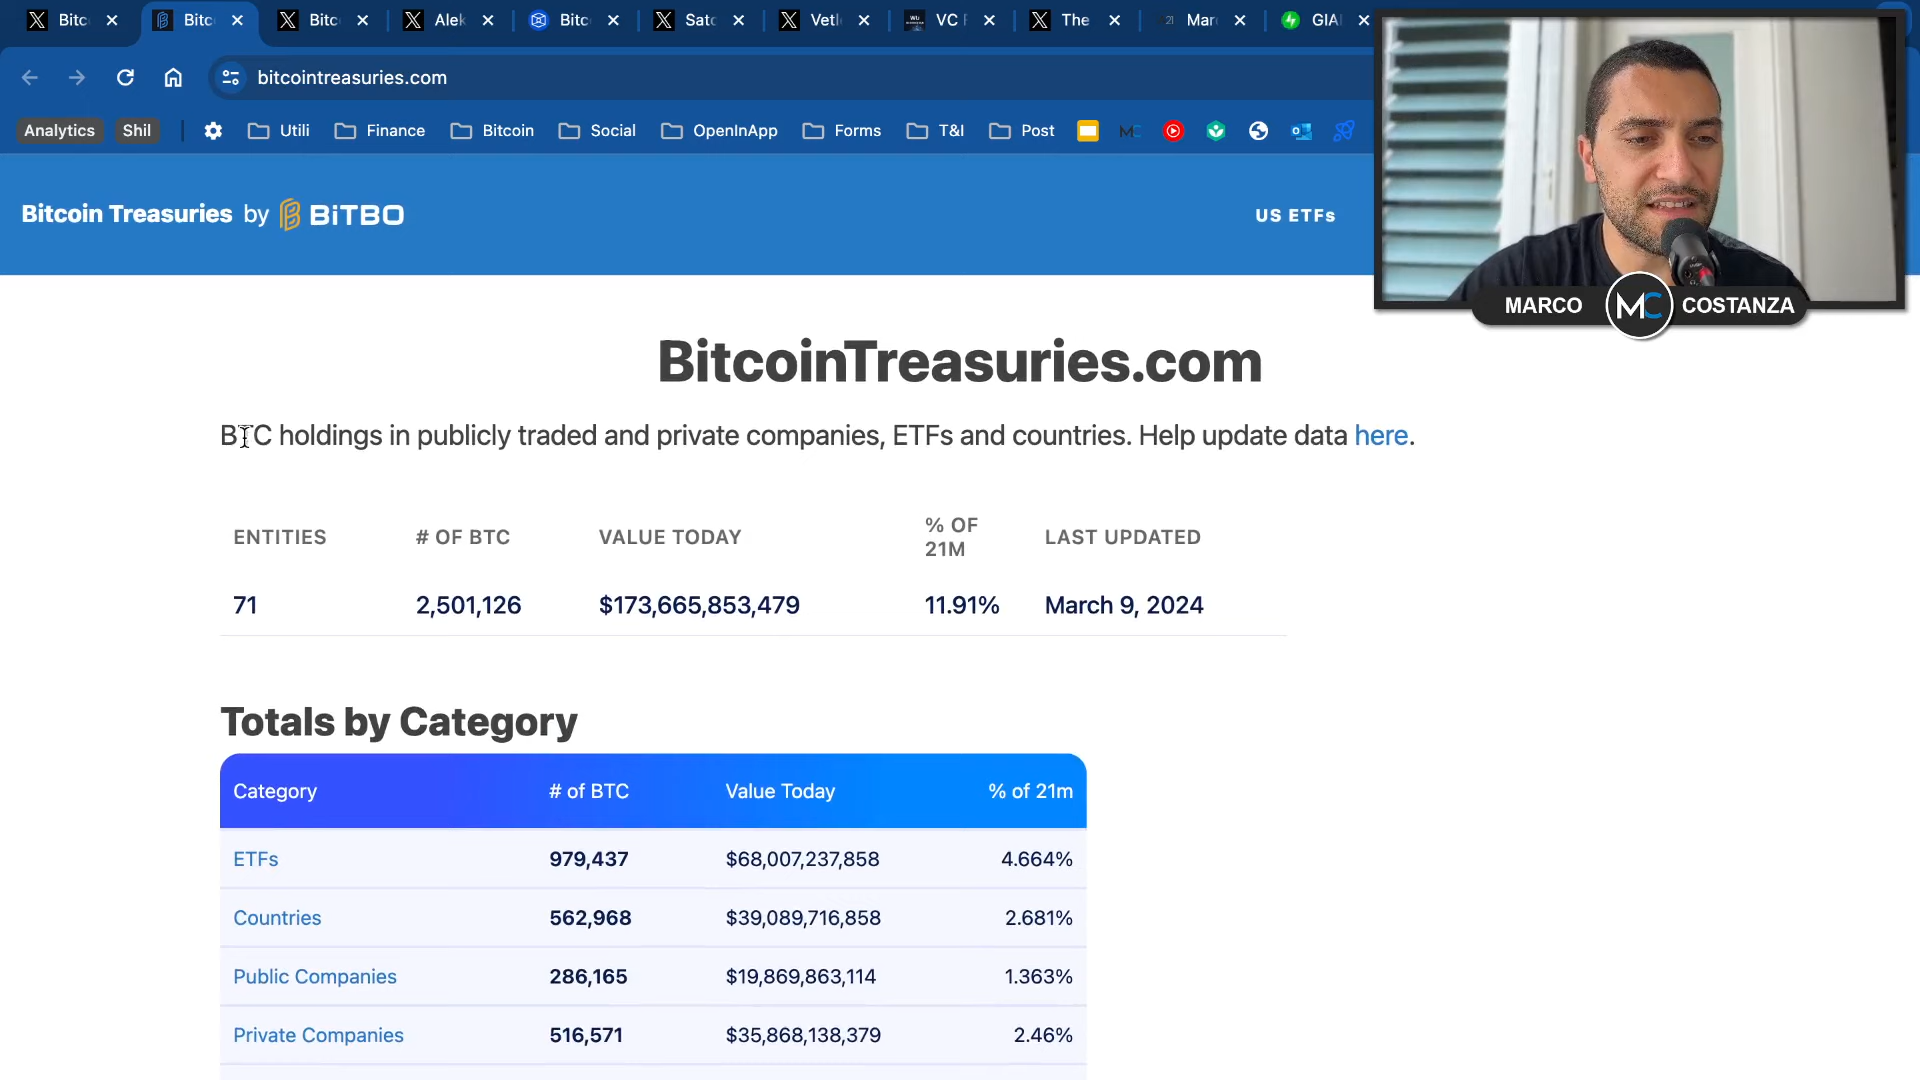 Bitc
Bitc
Bitc
Alek
Bitc
Sato
Vetl
VC F
The
21 Mar
GIAI
bitcointreasuries.com
Analytics
Shil
Utili
Finance
Bitcoin
Social
OpenInApp
Forms
T&I
Post
MC
Bitcoin Treasuries by BiTBO
US ETFs
MARCO MC COSTANZA
BitcoinTreasuries.com
BTC holdings in publicly traded and private companies, ETFs and countries. Help update data here.
ENTITIES # OF BTC VALUE TODAY % OF 21M LAST UPDATED
71 2,501,126 $173,665,853,479 11.91% March 9, 2024
Totals by Category
Category # of BTC Value Today % of 21m
ETFs 979,437 $68,007,237,858 4.664%
Countries 562,968 $39,089,716,858 2.681%
Public Companies 286,165 $19,869,863,114 1.363%
Private Companies 516,571 $35,868,138,379 2.46%